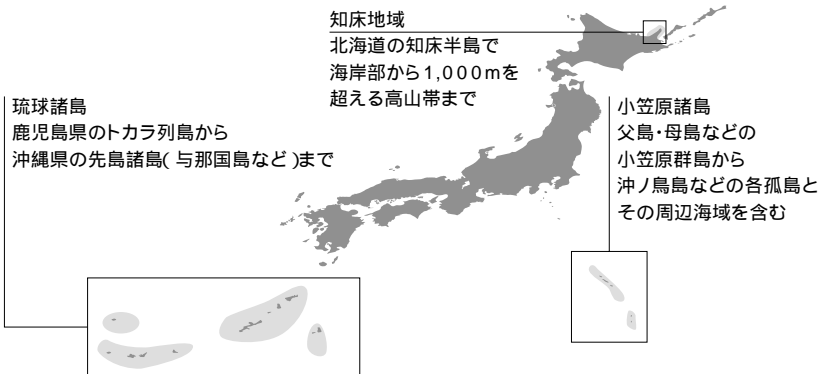 知床地域
北海道の知床半島で
海岸部から1,000mを
超える高山帯まで
琉球諸島
鹿児島県のトカラ列島から
沖縄県の先島諸島(与那国島など)まで
小笠原諸島
父島・母島などの
小笠原群島から
沖ノ鳥島などの各孤島と
その周辺海域を含む